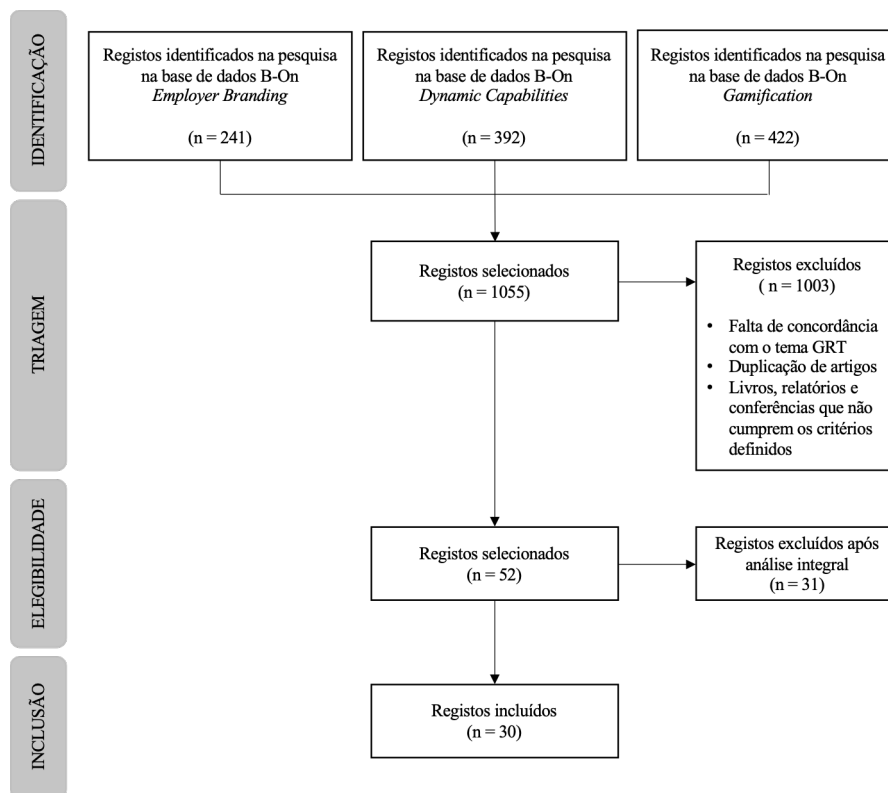 IDENTIFICAÇÃO
Registos identificados na pesquisa
na base de dados B-On
Employer Branding
(n = 241)
Registos identificados na pesquisa
na base de dados B-On
Dynamic Capabilities
(n = 392)
Registos identificados na pesquisa
na base de dados B-On
Gamification
(n = 422)
TRIAGEM
Registos selecionados
(n = 1055)
Registos excluídos
( n = 1003)
• Falta de concordância
com o tema GRT
• Duplicação de artigos
• Livros, relatórios e
conferências que não
cumprem os critérios
definidos
ELEGIBILIDADE
Registos selecionados
(n = 52)
Registos excluídos após
análise integral
(n = 31)
INCLUSÃO
Registos incluídos
(n = 30)